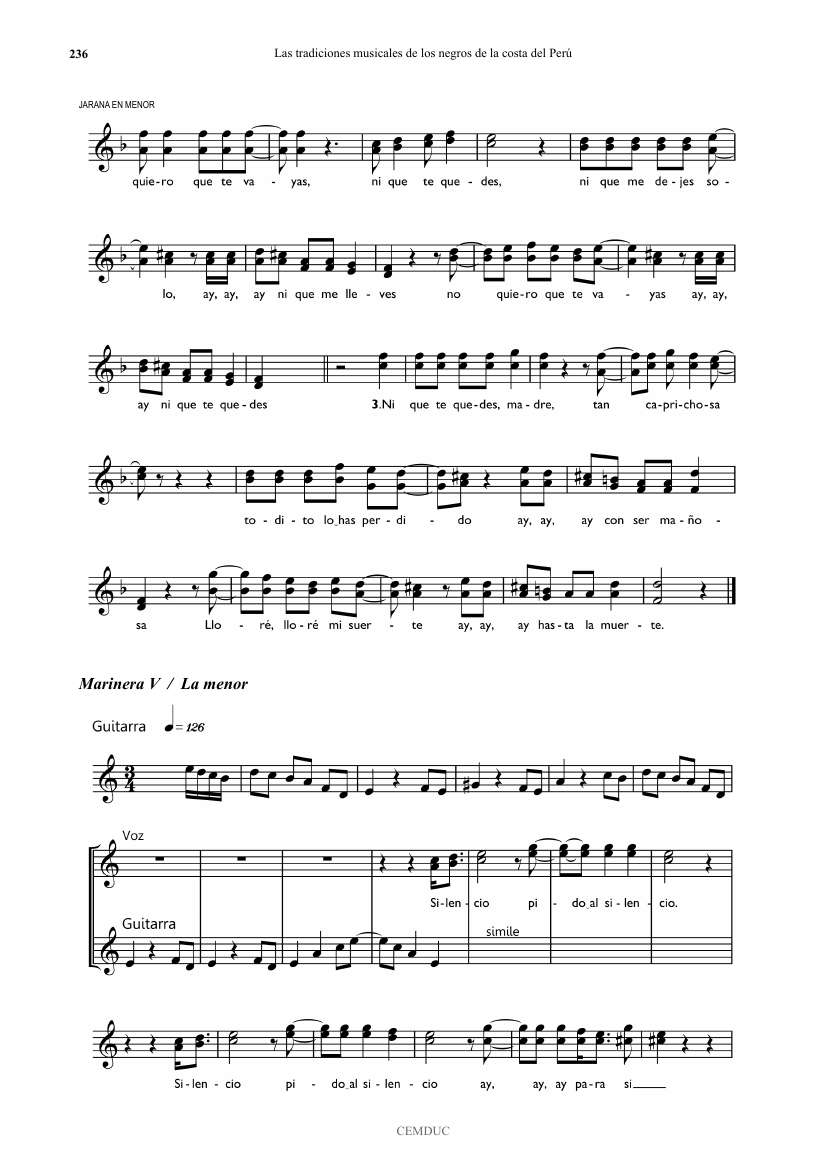 236
Las tradiciones musicales de los negros de la costa del Perú
JARANA EN MENOR
quie-ro que te va - yas, ni que te que - des, ni que me de - jes so -
lo, ay, ay, ay ni que me lle - ves no quie-ro que te va - yas ay, ay,
ay ni que te que - des 3.Ni que te que-des, ma - dre, tan ca-pri-cho-sa
to - di - to lo_has per - di - do ay, ay, ay con ser ma - ño -
sa Llo - ré, llo - ré mi suer - te ay, ay, ay has - ta la muer - te.
Marinera V / La menor
Guitarra = 126
3
4
Voz
Si-len - cio pi - do_al si - len - cio.
Guitarra
simile
Si-len - cio pi - do_al si - len - cio ay, ay, ay pa-ra si
CEMDUC